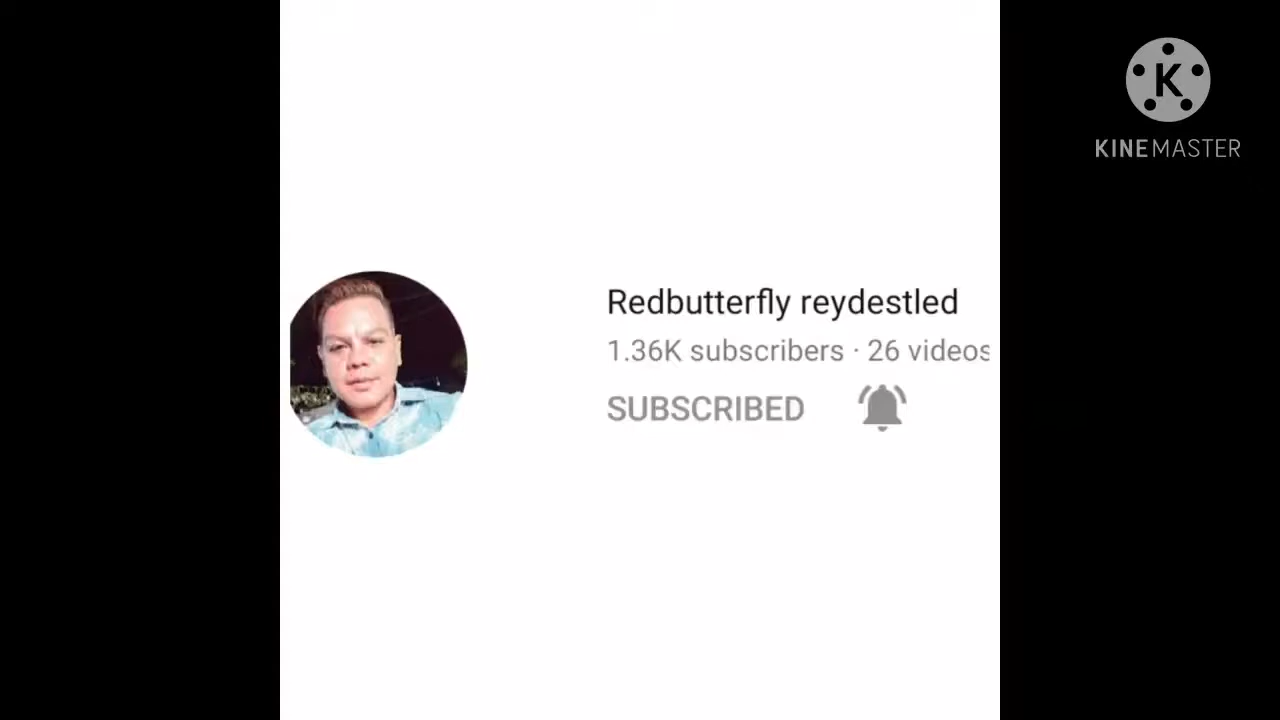 K
KINEMASTER
Redbutterfly reydestled
1.36K subscribers · 26 videos
SUBSCRIBED